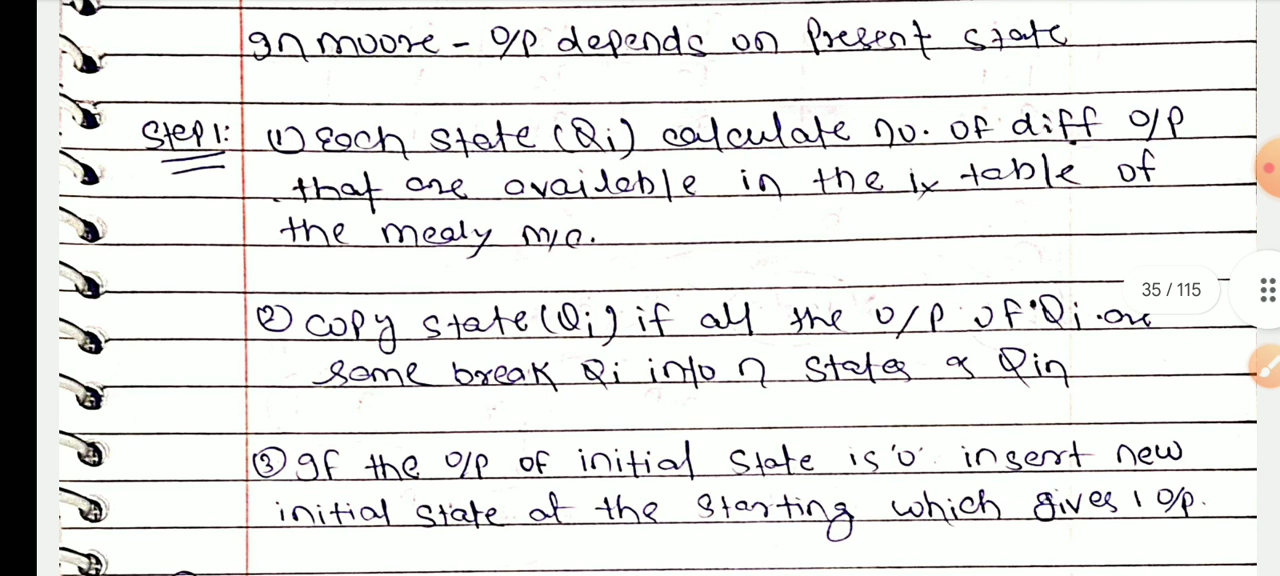 In moore - O/P depends on Present state
Step 1: (1) Each state (Qi) calculate no. of diff O/P
that are available in the tx table of
the mealy m/c.
35 / 115
(2) copy state (Qi) if all the O/P of Qi are
same break Qi into n states as Qin
(3) If the O/P of initial state is '0' insert new
initial state at the starting which gives 1 O/P.